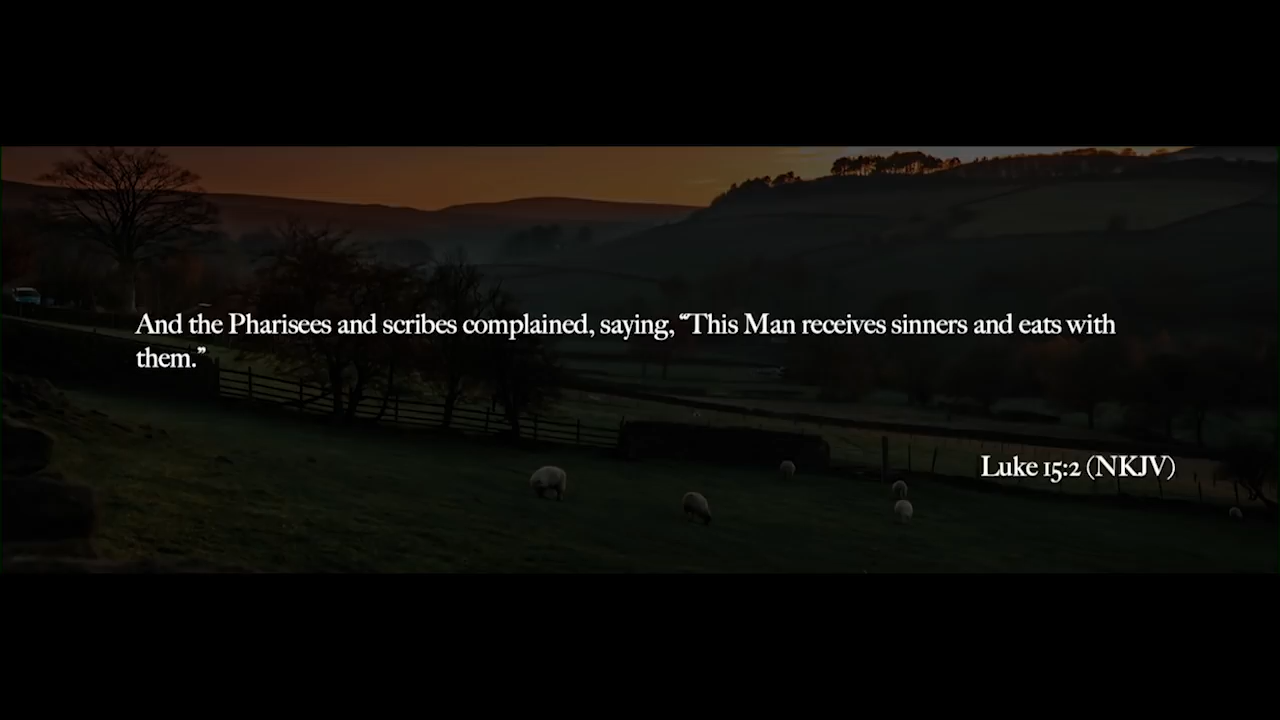 And the Pharisees and scribes complained, saying, “This Man receives sinners and eats with
them.”
Luke 15:2 (NKJV)